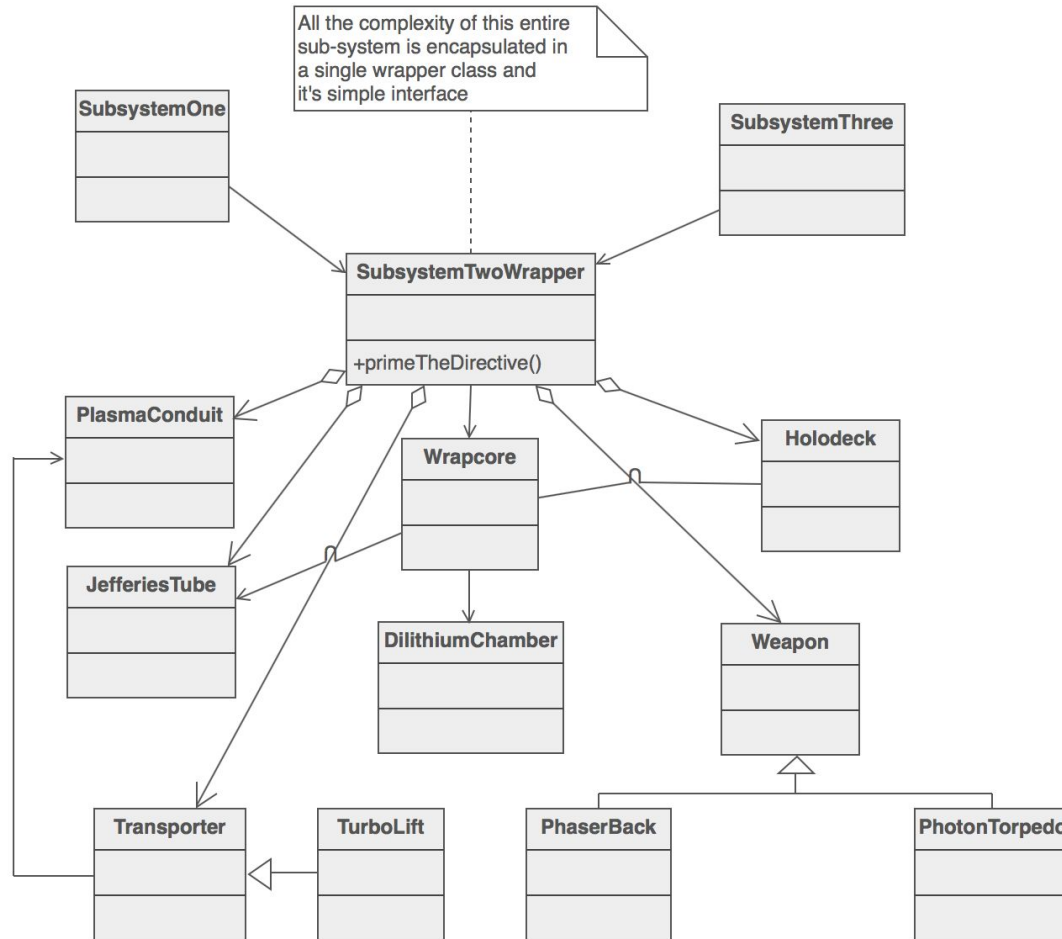 All the complexity of this entire
sub-system is encapsulated in
a single wrapper class and
it's simple interface
SubsystemOne
SubsystemThree
SubsystemTwoWrapper
+primeTheDirective()
PlasmaConduit
Wrapcore
Holodeck
JefferiesTube
DilithiumChamber
Weapon
Transporter
TurboLift
PhaserBack
PhotonTorpedo